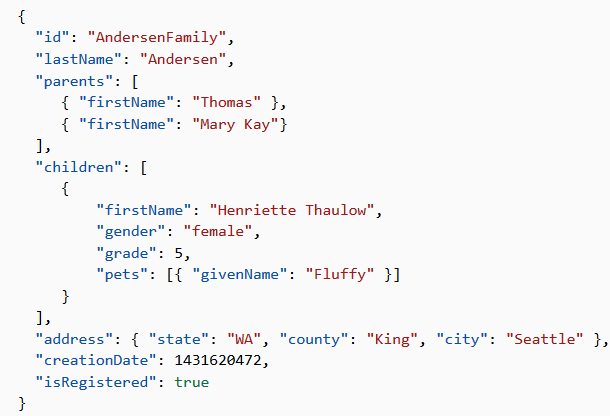 {
  "id": "AndersenFamily",
  "lastName": "Andersen",
  "parents": [
     { "firstName": "Thomas" },
     { "firstName": "Mary Kay"}
  ],
  "children": [
     {
         "firstName": "Henriette Thaulow",
         "gender": "female",
         "grade": 5,
         "pets": [{ "givenName": "Fluffy" }]
     }
  ],
  "address": { "state": "WA", "county": "King", "city": "Seattle" },
  "creationDate": 1431620472,
  "isRegistered": true
}